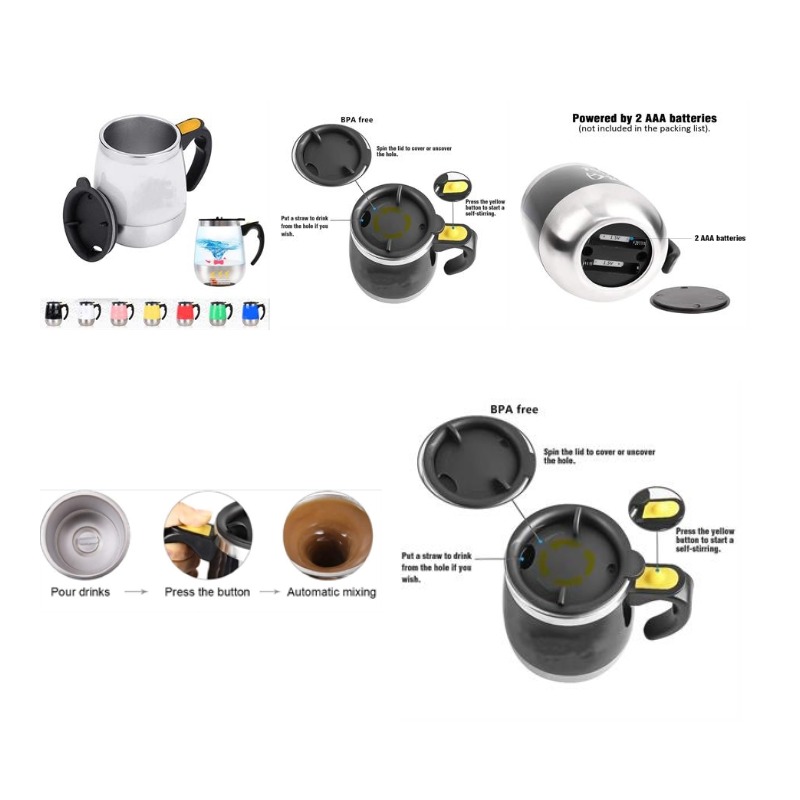 BPA free
Spin the lid to cover or uncover
the hole.
Press the yellow
button to start a
self-stirring.
Put a straw to drink
from the hole if you
wish.
Powered by 2 AAA batteries
(not included in the packing list).
2 AAA batteries
Pour drinks
Press the button
Automatic mixing
BPA free
Spin the lid to cover or uncover
the hole.
Press the yellow
button to start a
self-stirring.
Put a straw to drink
from the hole if you
wish.